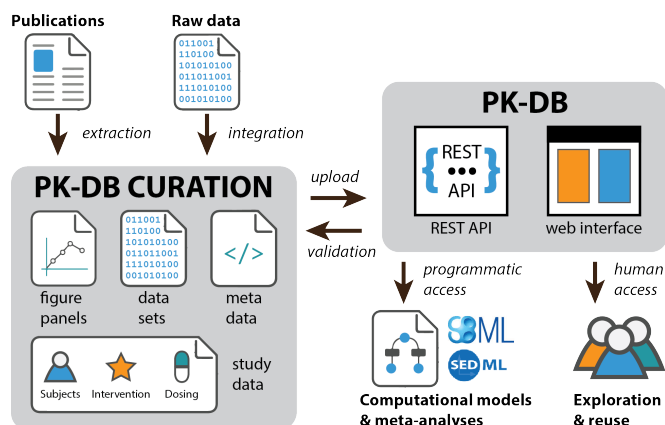 Publications
Raw data
011001
110100
101010100
011011001
111010100
001010100
extraction
integration
PK-DB CURATION
011001
110100
101010100
011011001
111010100
001010100
</>
figure
panels
data
sets
meta
data
Subjects
Intervention
Dosing
study
data
upload
validation
PK-DB
{ REST }
API
REST API
web interface
programmatic
access
human
access
SBML
SED ML
Computational models
& meta-analyses
Exploration
& reuse